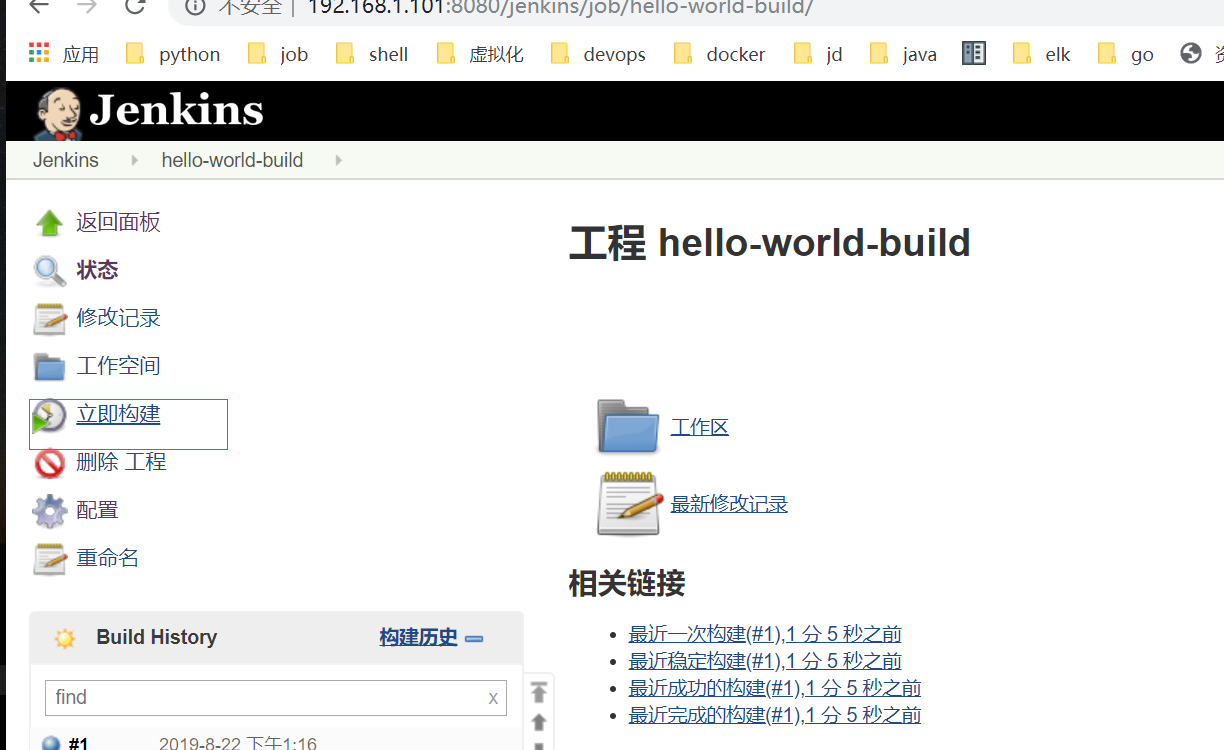 不安全 | 192.168.1.101:8080/jenkins/job/hello-world-build/
应用 python job shell 虚拟化 devops docker jd java elk go
Jenkins
Jenkins hello-world-build
返回面板
状态
修改记录
工作空间
立即构建
删除 工程
配置
重命名
Build History 构建历史
find x
#1 2019-8-22 下午1:16
工程 hello-world-build
工作区
最新修改记录
相关链接
最近一次构建(#1),1 分 5 秒之前
最近稳定构建(#1),1 分 5 秒之前
最近成功的构建(#1),1 分 5 秒之前
最近完成的构建(#1),1 分 5 秒之前